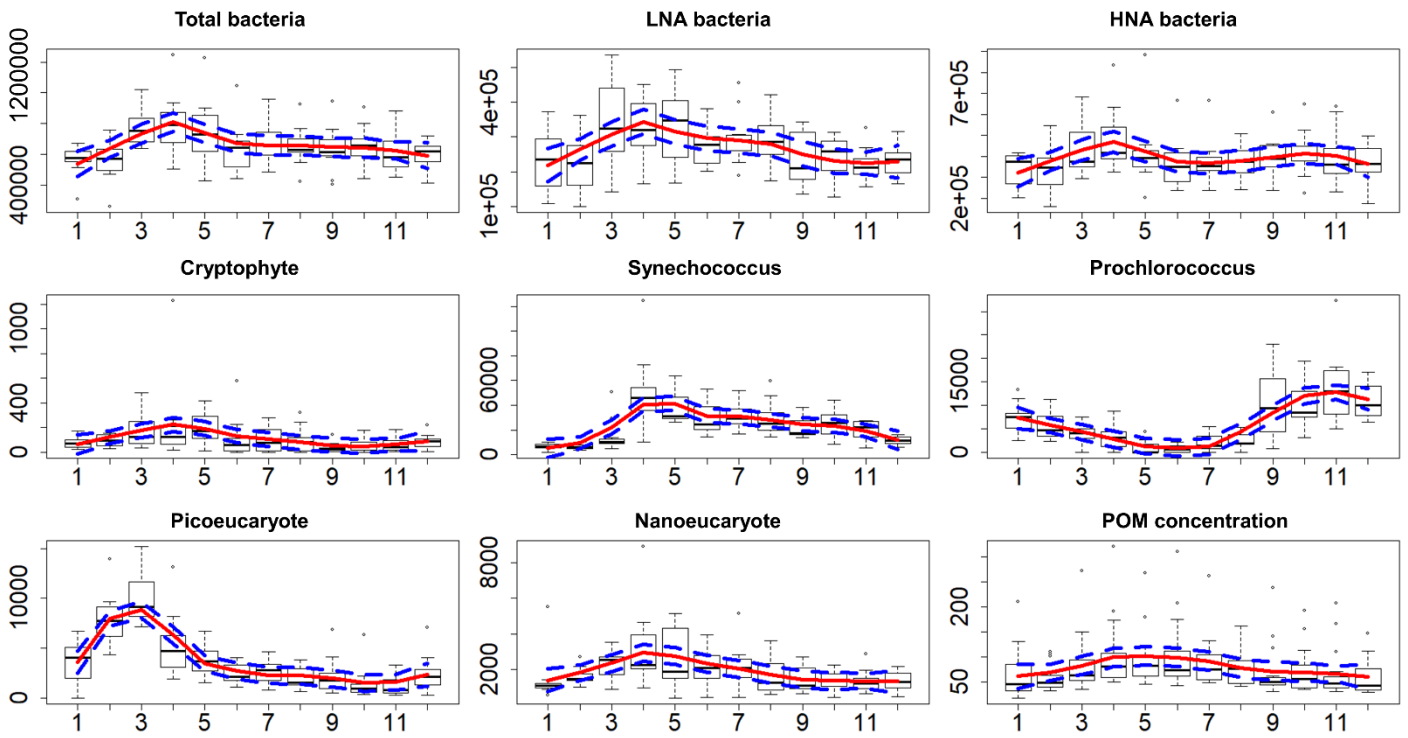 Total bacteria LNA bacteria HNA bacteria
400000 1200000
1e+05 4e+05
2e+05 7e+05
1 3 5 7 9 11 1 3 5 7 9 11 1 3 5 7 9 11
Cryptophyte Synechococcus Prochlorococcus
0 400 1000
0 60000
0 15000
1 3 5 7 9 11 1 3 5 7 9 11 1 3 5 7 9 11
Picoeucaryote Nanoeucaryote POM concentration
0 10000
2000 8000
50 200
1 3 5 7 9 11 1 3 5 7 9 11 1 3 5 7 9 11